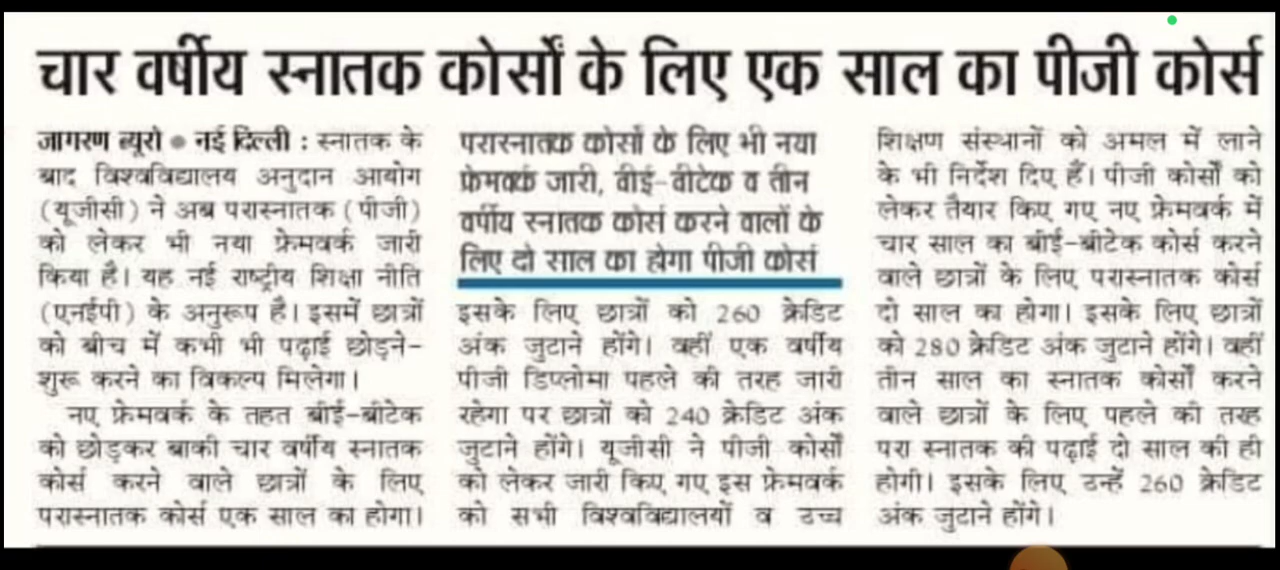 चार वर्षीय स्नातक कोर्सों के लिए एक साल का पीजी कोर्स
जागरण ब्यूरो ● नई दिल्ली : स्नातक के
बाद विश्वविद्यालय अनुदान आयोग
(यूजीसी) ने अब परास्नातक (पीजी)
को लेकर भी नया फ्रेमवर्क जारी
किया है। यह नई राष्ट्रीय शिक्षा नीति
(एनईपी) के अनुरूप है। इसमें छात्रों
को बीच में कभी भी पढ़ाई छोड़ने-
शुरू करने का विकल्प मिलेगा।
नए फ्रेमवर्क के तहत बीई-बीटेक
को छोड़कर बाकी चार वर्षीय स्नातक
कोर्स करने वाले छात्रों के लिए
परास्नातक कोर्स एक साल का होगा।
परास्नातक कोर्सों के लिए भी नया
फ्रेमवर्क जारी, बीई-बीटेक व तीन
वर्षीय स्नातक कोर्स करने वालों के
लिए दो साल का होगा पीजी कोर्स
इसके लिए छात्रों को 260 क्रेडिट
अंक जुटाने होंगे। वहीं एक वर्षीय
पीजी डिप्लोमा पहले की तरह जारी
रहेगा पर छात्रों को 240 क्रेडिट अंक
जुटाने होंगे। यूजीसी ने पीजी कोर्सों
को लेकर जारी किए गए इस फ्रेमवर्क
को सभी विश्वविद्यालयों व उच्च
शिक्षण संस्थानों को अमल में लाने
के भी निर्देश दिए हैं। पीजी कोर्सों को
लेकर तैयार किए गए नए फ्रेमवर्क में
चार साल का बीई-बीटेक कोर्स करने
वाले छात्रों के लिए परास्नातक कोर्स
दो साल का होगा। इसके लिए छात्रों
को 280 क्रेडिट अंक जुटाने होंगे। वहीं
तीन साल का स्नातक कोर्सों करने
वाले छात्रों के लिए पहले की तरह
परा स्नातक की पढ़ाई दो साल की ही
होगी। इसके लिए उन्हें 260 क्रेडिट
अंक जुटाने होंगे।